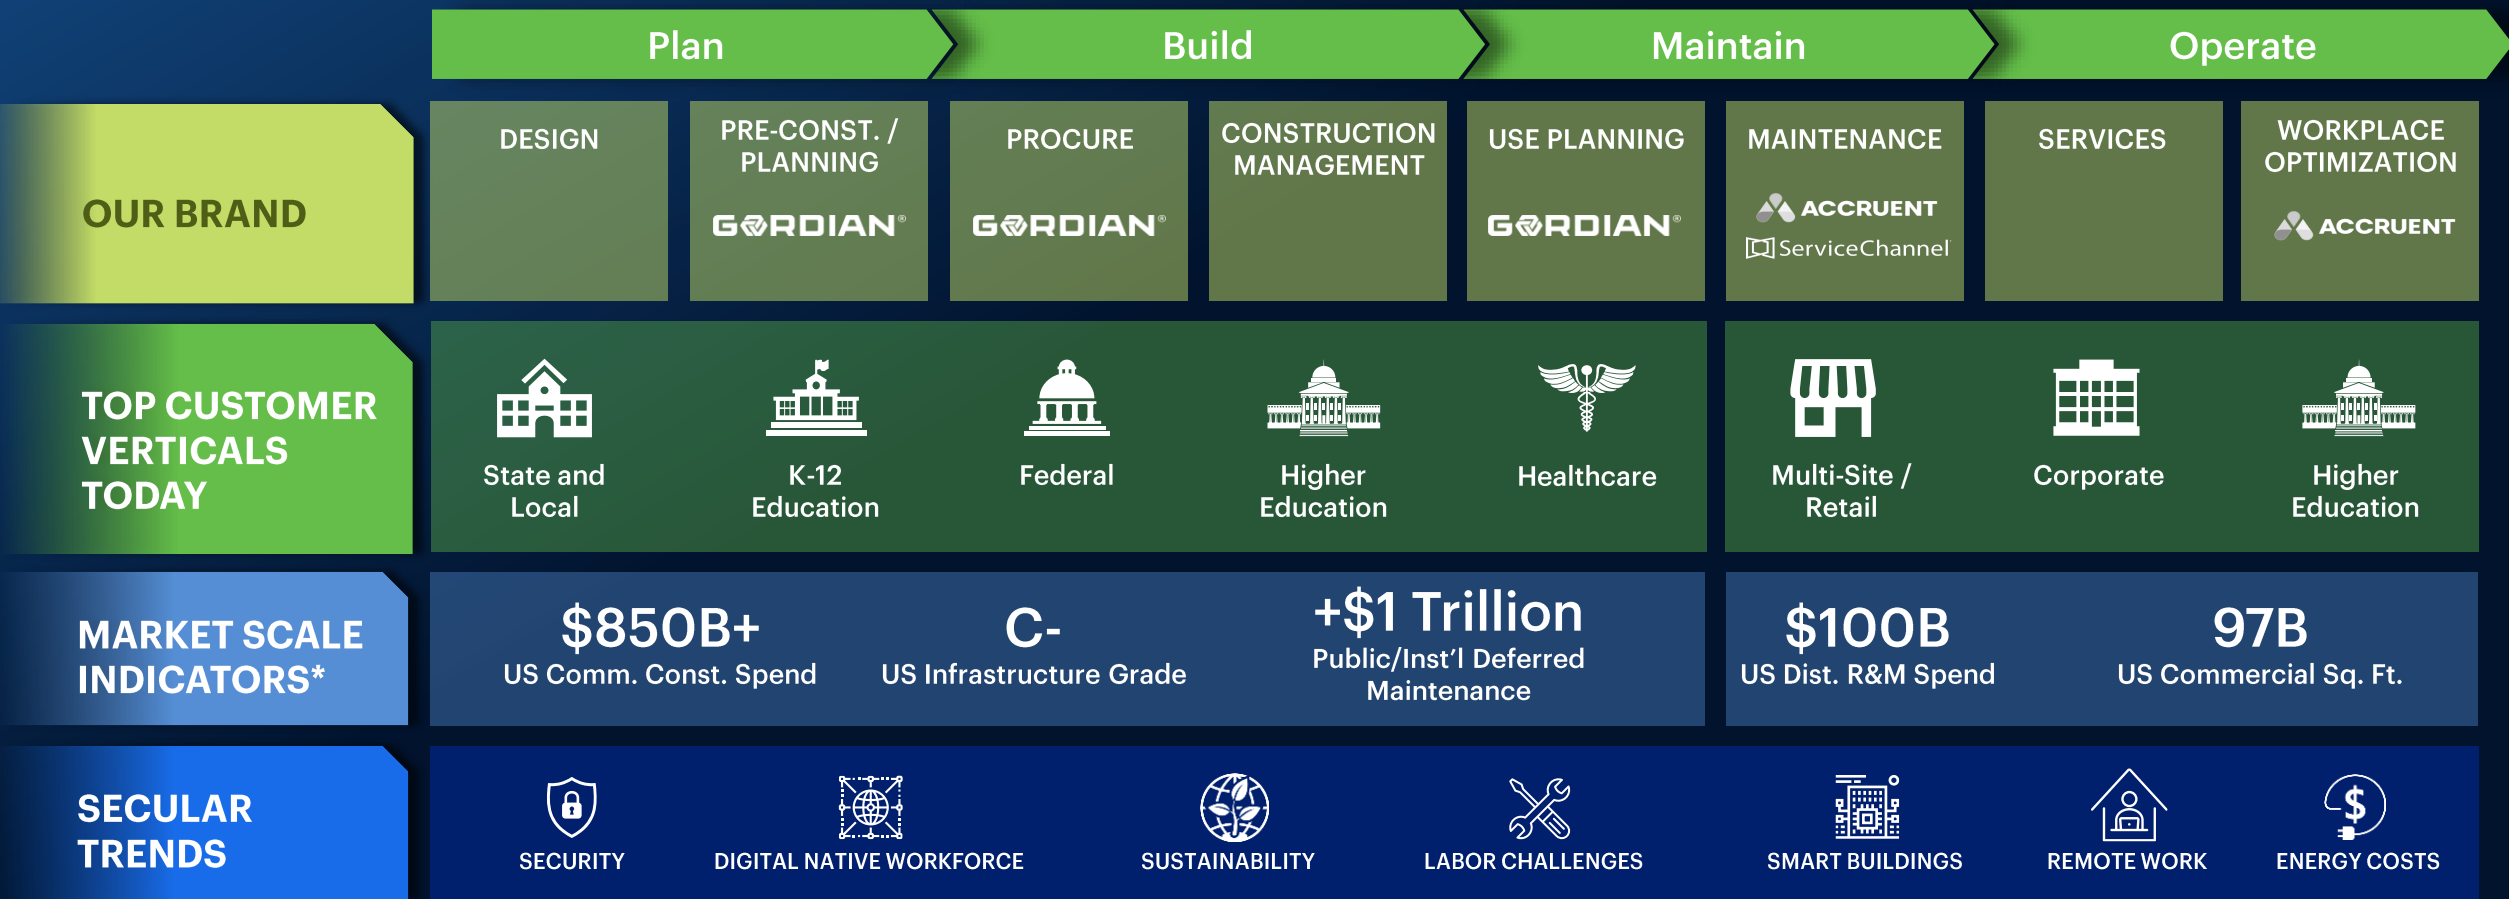 Plan
Build
Maintain
Operate
OUR BRAND
DESIGN
PRE-CONST. /
PLANNING
GORDIAN®
PROCURE
GORDIAN®
CONSTRUCTION
MANAGEMENT
USE PLANNING
GORDIAN®
MAINTENANCE
ACCRUENT
ServiceChannel
SERVICES
WORKPLACE
OPTIMIZATION
ACCRUENT
TOP CUSTOMER
VERTICALS
TODAY
State and
Local
K-12
Education
Federal
Higher
Education
Healthcare
Multi-Site /
Retail
Corporate
Higher
Education
MARKET SCALE
INDICATORS*
$850B+
US Comm. Const. Spend
C-
US Infrastructure Grade
+$1 Trillion
Public/Inst’l Deferred
Maintenance
$100B
US Dist. R&M Spend
97B
US Commercial Sq. Ft.
SECULAR
TRENDS
SECURITY
DIGITAL NATIVE WORKFORCE
SUSTAINABILITY
LABOR CHALLENGES
SMART BUILDINGS
REMOTE WORK
$
ENERGY COSTS